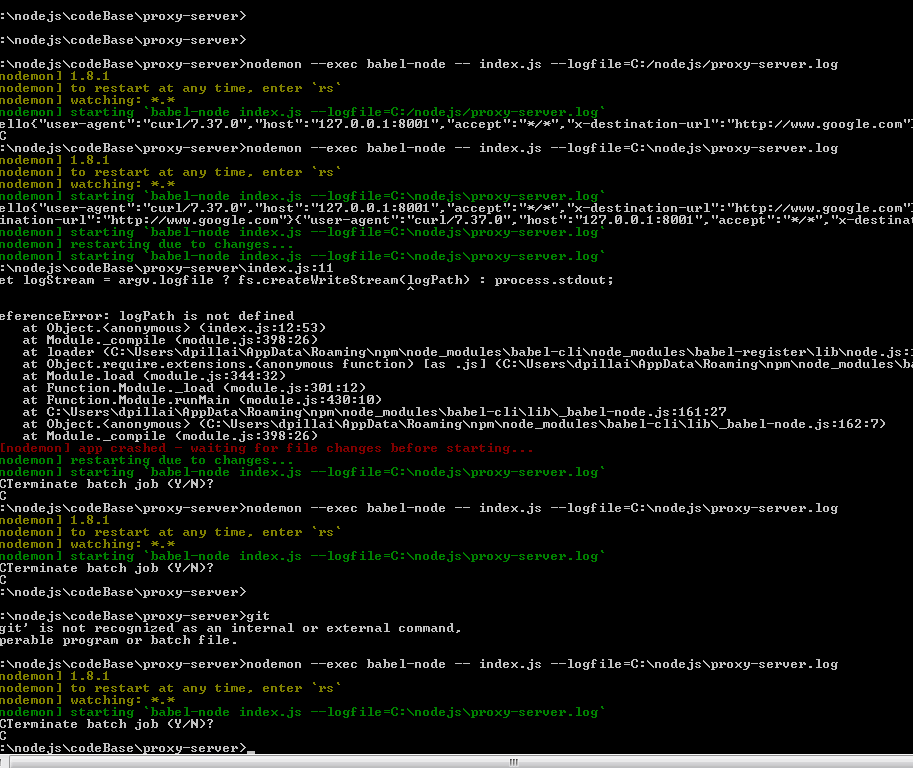 :\nodejs\codeBase\proxy-server>
:\nodejs\codeBase\proxy-server>
:\nodejs\codeBase\proxy-server>nodemon --exec babel-node -- index.js --logfile=C:/nodejs/proxy-server.log
nodemon] 1.8.1
nodemon] to restart at any time, enter `rs`
nodemon] watching: *.*
nodemon] starting `babel-node index.js --logfile=C:/nodejs/proxy-server.log`
ello{"user-agent":"curl/7.37.0","host":"127.0.0.1:8001","accept":"*/*","x-destination-url":"http://www.google.com"
C
:\nodejs\codeBase\proxy-server>nodemon --exec babel-node -- index.js --logfile=C:\nodejs\proxy-server.log
nodemon] 1.8.1
nodemon] to restart at any time, enter `rs`
nodemon] watching: *.*
nodemon] starting `babel-node index.js --logfile=C:\nodejs\proxy-server.log`
ello{"user-agent":"curl/7.37.0","host":"127.0.0.1:8001","accept":"*/*","x-destination-url":"http://www.google.com"
ination-url":"http://www.google.com"}{"user-agent":"curl/7.37.0","host":"127.0.0.1:8001","accept":"*/*","x-destinat
nodemon] starting `babel-node index.js --logfile=C:\nodejs\proxy-server.log`
nodemon] restarting due to changes...
nodemon] starting `babel-node index.js --logfile=C:\nodejs\proxy-server.log`
:\nodejs\codeBase\proxy-server\index.js:11
et logStream = argv.logfile ? fs.createWriteStream(logPath) : process.stdout;
^
eferenceError: logPath is not defined
at Object.<anonymous> (index.js:12:53)
at Module._compile (module.js:398:26)
at loader (C:\Users\dpillai\AppData\Roaming\npm\node_modules\babel-cli\node_modules\babel-register\lib\node.js:1
at Object.require.extensions.(anonymous function) [as .js] (C:\Users\dpillai\AppData\Roaming\npm\node_modules\ba
at Module.load (module.js:344:32)
at Function.Module._load (module.js:301:12)
at Function.Module.runMain (module.js:430:10)
at C:\Users\dpillai\AppData\Roaming\npm\node_modules\babel-cli\lib\_babel-node.js:161:27
at Object.<anonymous> (C:\Users\dpillai\AppData\Roaming\npm\node_modules\babel-cli\lib\_babel-node.js:162:7)
at Module._compile (module.js:398:26)
[nodemon] app crashed - waiting for file changes before starting...
nodemon] restarting due to changes...
nodemon] starting `babel-node index.js --logfile=C:\nodejs\proxy-server.log`
CTerminate batch job (Y/N)?
C
:\nodejs\codeBase\proxy-server>nodemon --exec babel-node -- index.js --logfile=C:\nodejs\proxy-server.log
nodemon] 1.8.1
nodemon] to restart at any time, enter `rs`
nodemon] watching: *.*
nodemon] starting `babel-node index.js --logfile=C:\nodejs\proxy-server.log`
CTerminate batch job (Y/N)?
C
:\nodejs\codeBase\proxy-server>
:\nodejs\codeBase\proxy-server>git
git' is not recognized as an internal or external command,
perable program or batch file.
:\nodejs\codeBase\proxy-server>nodemon --exec babel-node -- index.js --logfile=C:\nodejs\proxy-server.log
nodemon] 1.8.1
nodemon] to restart at any time, enter `rs`
nodemon] watching: *.*
nodemon] starting `babel-node index.js --logfile=C:\nodejs\proxy-server.log`
CTerminate batch job (Y/N)?
C
:\nodejs\codeBase\proxy-server>_